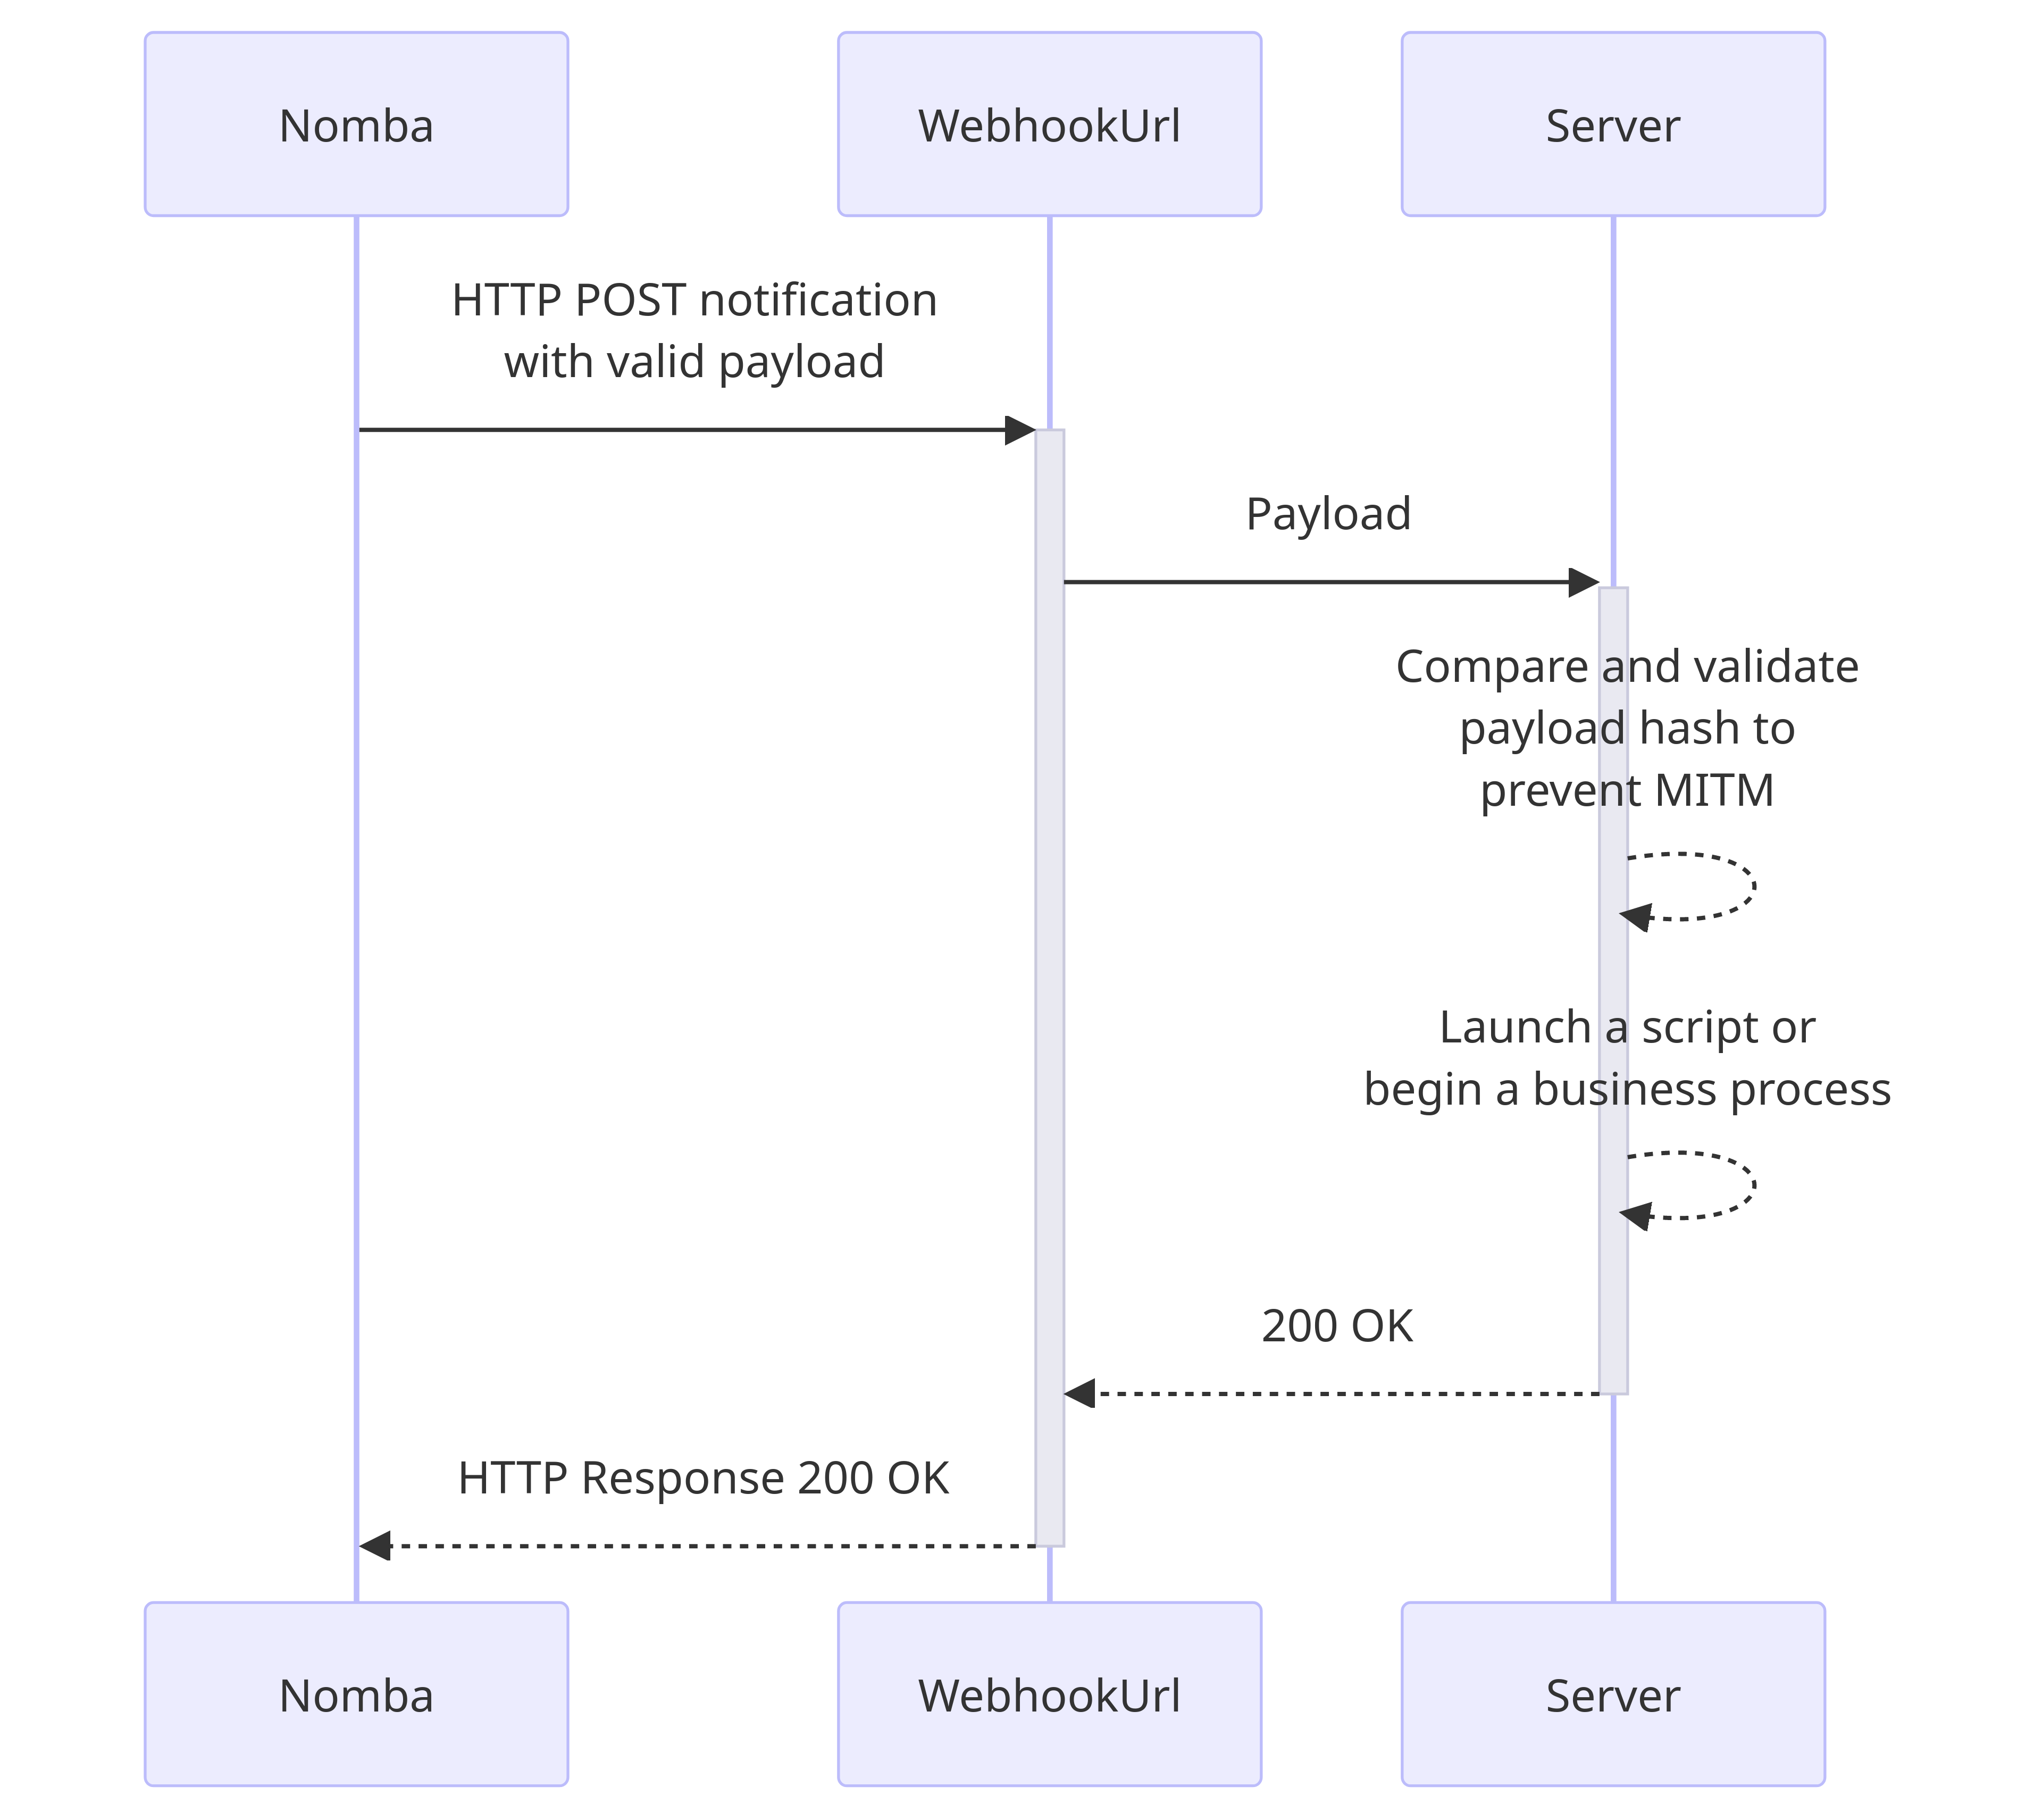 Nomba
WebhookUrl
Server
HTTP POST notification
with valid payload
Payload
Compare and validate
payload hash to
prevent MITM
Launch a script or
begin a business process
200 OK
HTTP Response 200 OK
Nomba
WebhookUrl
Server